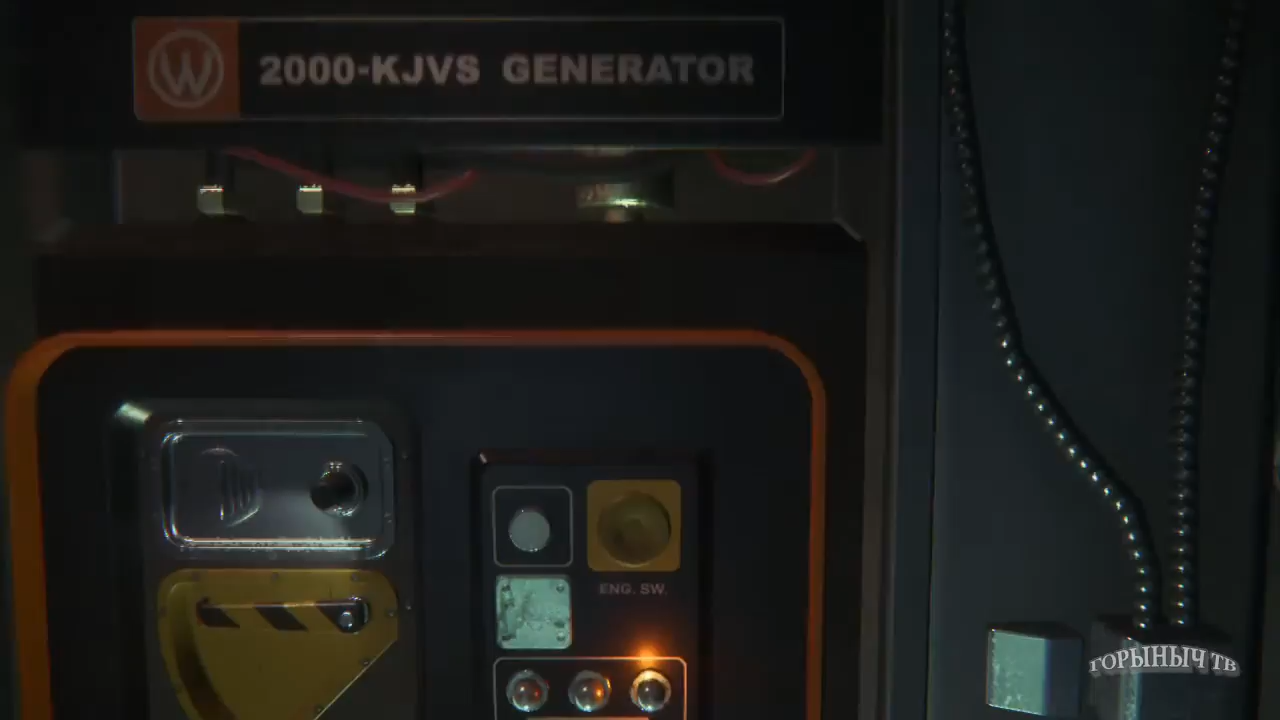 W 2000-KJVS GENERATOR
ENG. SW.
ГОРЫНЫЧ ТВ